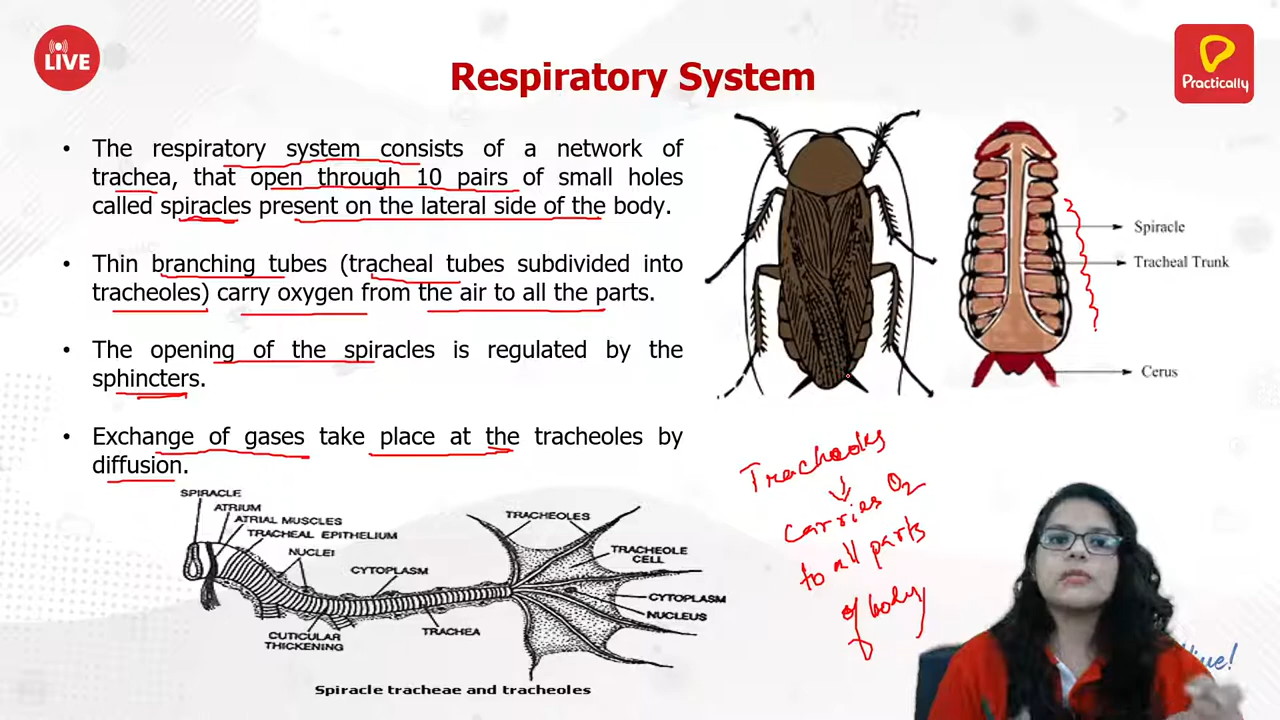 LIVE
Respiratory System
Practically
• The respiratory system consists of a network of
trachea, that open through 10 pairs of small holes
called spiracles present on the lateral side of the body.
• Thin branching tubes (tracheal tubes subdivided into
tracheoles) carry oxygen from the air to all the parts.
• The opening of the spiracles is regulated by the
sphincters.
• Exchange of gases take place at the tracheoles by
diffusion.
Spiracle
Tracheal Trunk
Cerus
SPIRACLE
ATRIUM
ATRIAL MUSCLES
TRACHEAL EPITHELIUM
NUCLEI
CYTOPLASM
CUTICULAR
THICKENING
TRACHEA
TRACHEOLES
TRACHEOLE
CELL
CYTOPLASM
NUCLEUS
Spiracle tracheae and tracheoles
Tracheoles
Carries O2
to all parts
of body